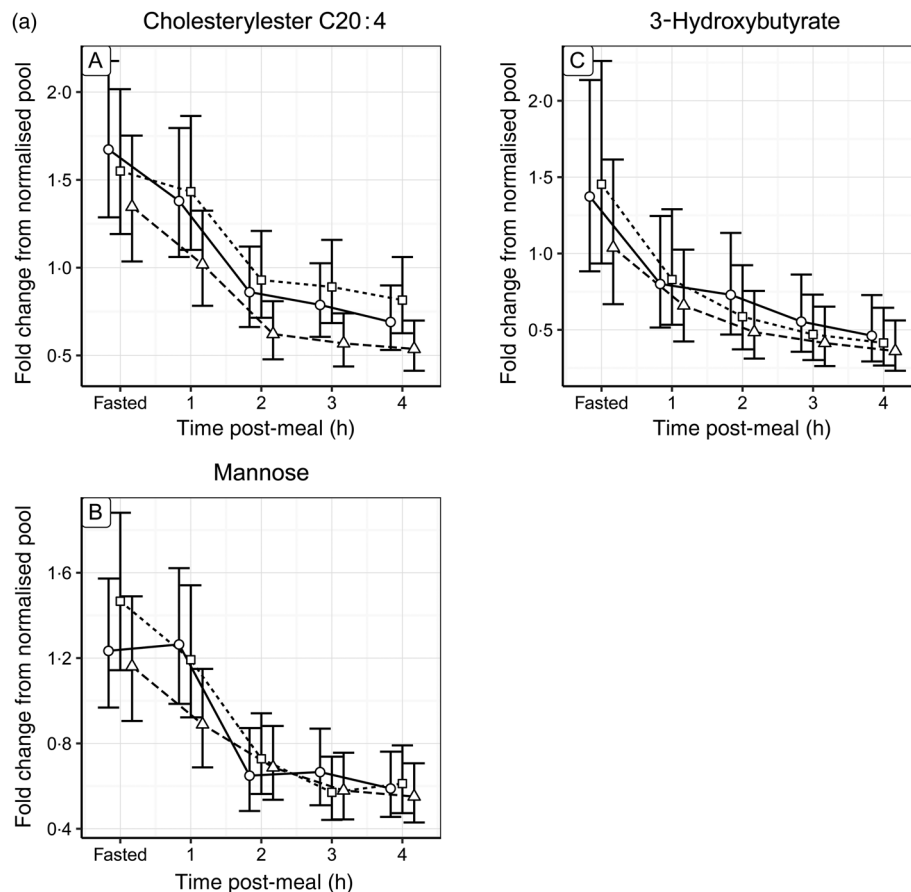 (a)
Cholesterylester C20:4
A
Fold change from normalised pool
2·0
1·5
1·0
0·5
Fasted 1 2 3 4
Time post-meal (h)
3-Hydroxybutyrate
C
Fold change from normalised pool
2·0
1·5
1·0
0·5
Fasted 1 2 3 4
Time post-meal (h)
Mannose
B
Fold change from normalised pool
1·6
1·2
0·8
0·4
Fasted 1 2 3 4
Time post-meal (h)